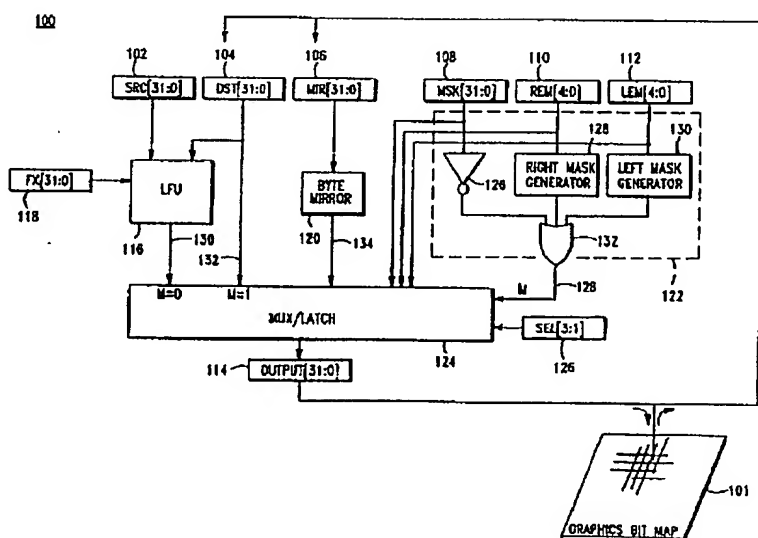 100
102 104 106 108 110 112
SRC[31:0] DST[31:0] MIR[31:0] MSK[31:0] REM[4:0] LEM[4:0]
128 130
FX[31:0] LFU BYTE MIRROR 126 RIGHT MASK GENERATOR LEFT MASK GENERATOR
118 116 130 132 120 134 132
M=0 M=1 M 128 122
MUX/LATCH
SEL[3:1]
114 124 126
OUTPUT[31:0]
101
GRAPHICS BIT MAP